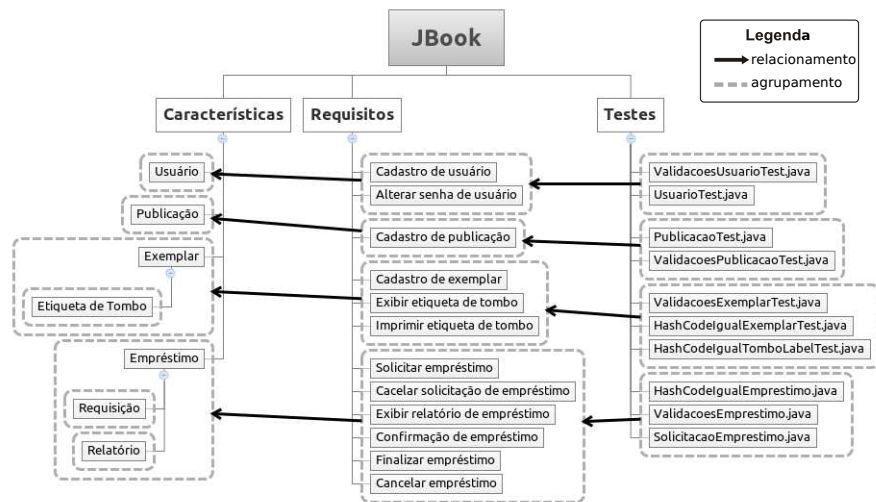 JBook
Legenda
relacionamento
agrupamento
Características
Requisitos
Testes
Usuário
Publicação
Exemplar
Etiqueta de Tombo
Empréstimo
Requisição
Relatório
Cadastro de usuário
Alterar senha de usuário
Cadastro de publicação
Cadastro de exemplar
Exibir etiqueta de tombo
Imprimir etiqueta de tombo
Solicitar empréstimo
Cacelar solicitação de empréstimo
Exibir relatório de empréstimo
Confirmação de empréstimo
Finalizar empréstimo
Cancelar empréstimo
ValidacoesUsuarioTest.java
UsuarioTest.java
PublicacaoTest.java
ValidacoesPublicacaoTest.java
ValidacoesExemplarTest.java
HashCodeIgualExemplarTest.java
HashCodeIgualTomboLabelTest.java
HashCodeIgualEmprestimo.java
ValidacoesEmprestimo.java
SolicitacaoEmprestimo.java